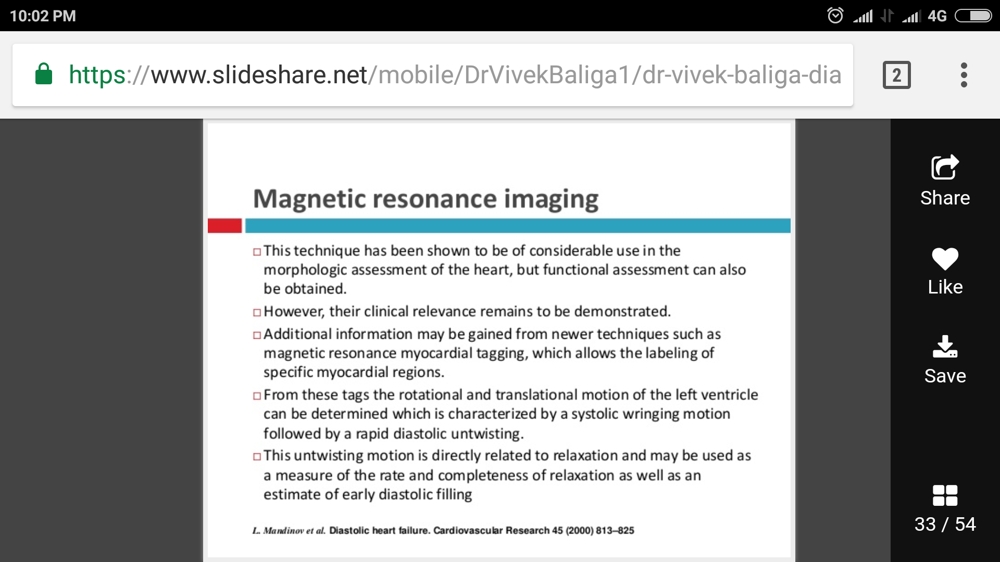 10:02 PM
4G
https://www.slideshare.net/mobile/DrVivekBaliga1/dr-vivek-baliga-dia
2
Magnetic resonance imaging
This technique has been shown to be of considerable use in the
morphologic assessment of the heart, but functional assessment can also
be obtained.
However, their clinical relevance remains to be demonstrated.
Additional information may be gained from newer techniques such as
magnetic resonance myocardial tagging, which allows the labeling of
specific myocardial regions.
From these tags the rotational and translational motion of the left ventricle
can be determined which is characterized by a systolic wringing motion
followed by a rapid diastolic untwisting.
This untwisting motion is directly related to relaxation and may be used as
a measure of the rate and completeness of relaxation as well as an
estimate of early diastolic filling
L. Mandinov et al. Diastolic heart failure. Cardiovascular Research 45 (2000) 813–825
Share
Like
Save
33 / 54